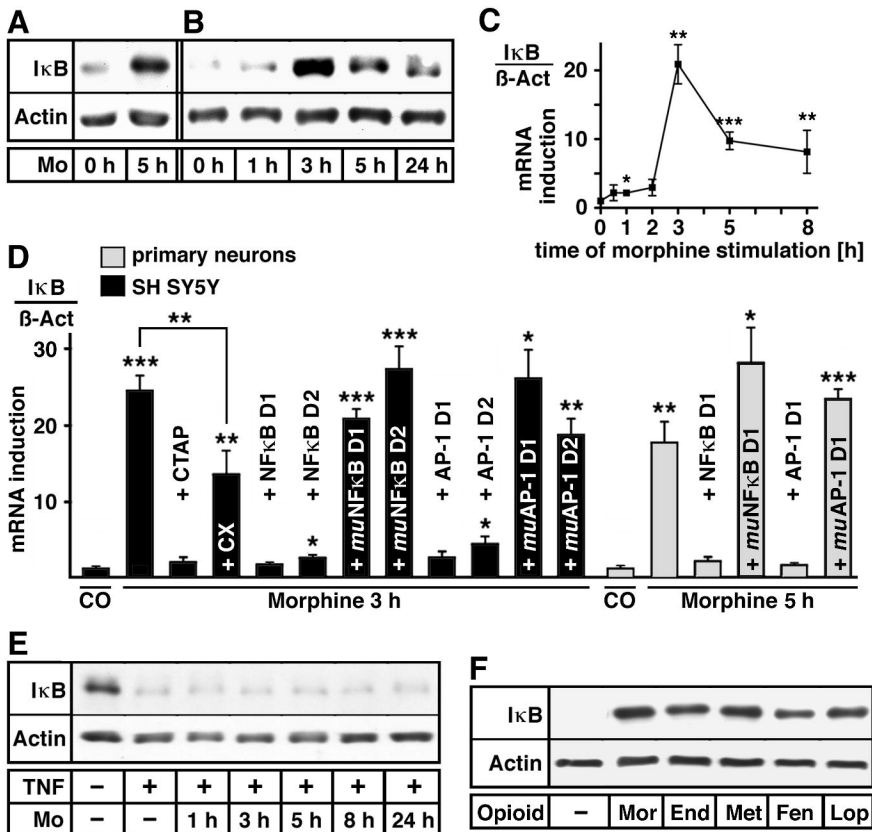 A
B
IκB
Actin
Mo 0 h 5 h 0 h 1 h 3 h 5 h 24 h
C
IκB
ß-Act
mRNA induction
20
10
0
*
**
***
**
0 1 2 3 5 8
time of morphine stimulation [h]
D
primary neurons
SH SY5Y
IκB
ß-Act
mRNA induction
30
20
10
***
**
+ CTAP
**
+ CX
+ NFκB D1
+ NFκB D2
*
***
+ muNFκB D1
***
+ muNFκB D2
+ AP-1 D1
+ AP-1 D2
*
*
+ muAP-1 D1
**
+ muAP-1 D2
**
+ NFκB D1
*
+ muNFκB D1
+ AP-1 D1
***
+ muAP-1 D1
CO Morphine 3 h CO Morphine 5 h
E
IκB
Actin
TNF – + + + + + +
Mo – – 1 h 3 h 5 h 8 h 24 h
F
IκB
Actin
Opioid – Mor End Met Fen Lop